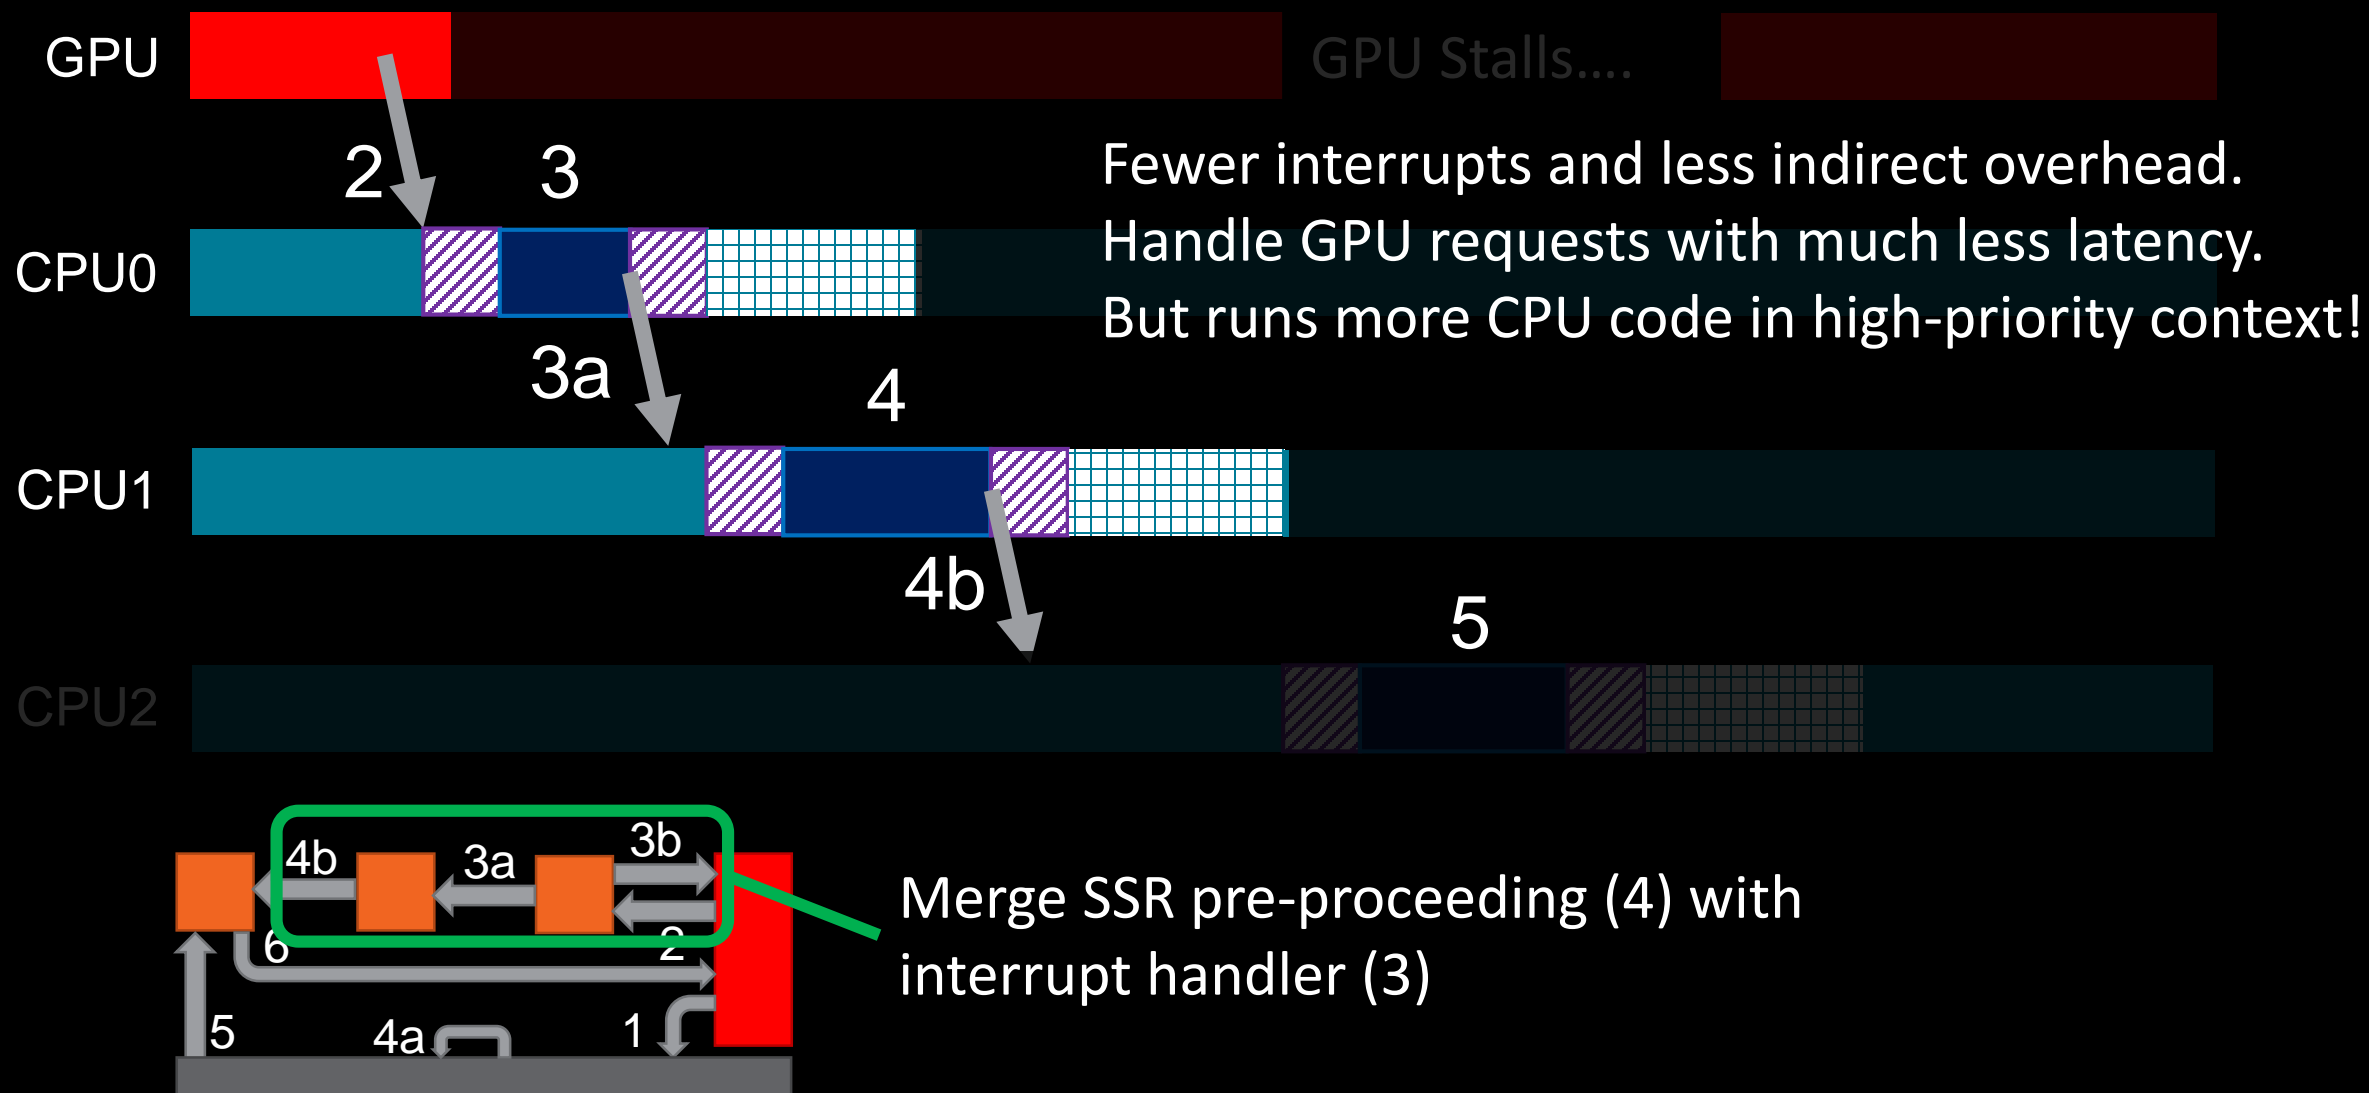 GPU
GPU Stalls....
2
3
Fewer interrupts and less indirect overhead.
CPU0
Handle GPU requests with much less latency.
But runs more CPU code in high-priority context!
3a
4
CPU1
4b
5
CPU2
4b
3a
3b
6
2
Merge SSR pre-proceeding (4) with
interrupt handler (3)
5
4a
1